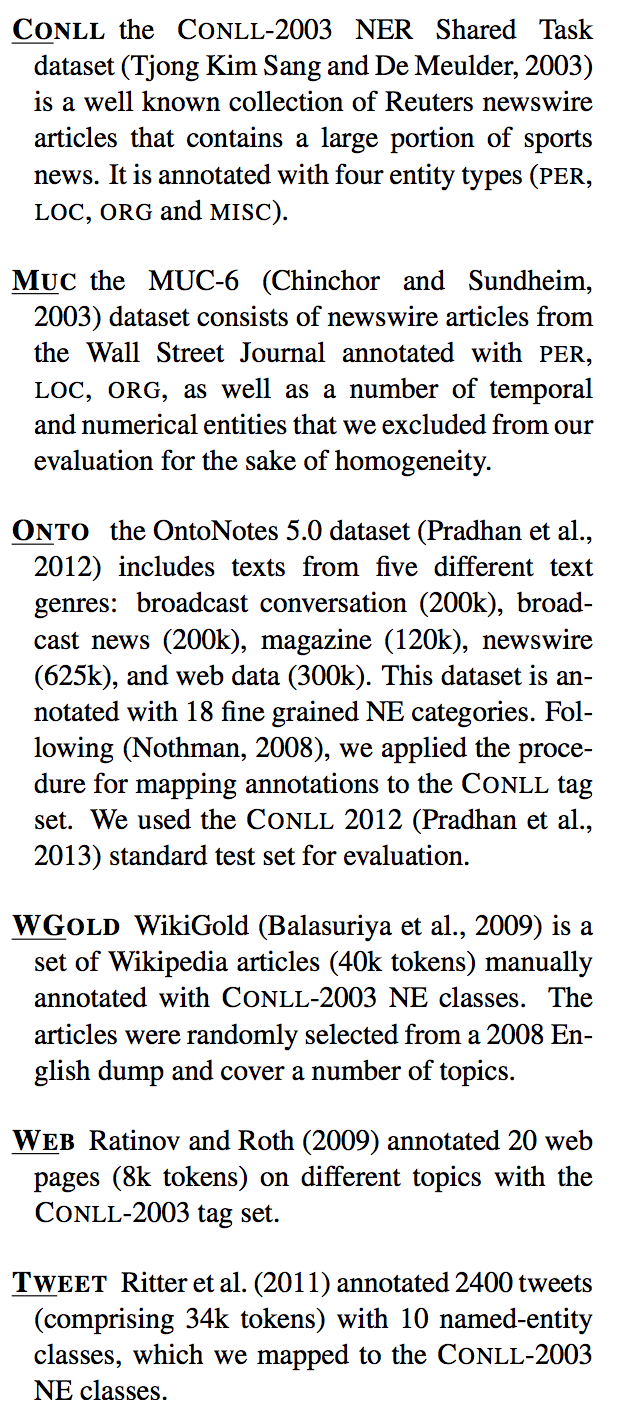 CONLL the CONLL-2003 NER Shared Task
dataset (Tjong Kim Sang and De Meulder, 2003)
is a well known collection of Reuters newswire
articles that contains a large portion of sports
news. It is annotated with four entity types (PER,
LOC, ORG and MISC).
MUC the MUC-6 (Chinchor and Sundheim,
2003) dataset consists of newswire articles from
the Wall Street Journal annotated with PER,
LOC, ORG, as well as a number of temporal
and numerical entities that we excluded from our
evaluation for the sake of homogeneity.
ONTO the OntoNotes 5.0 dataset (Pradhan et al.,
2012) includes texts from five different text
genres: broadcast conversation (200k), broad-
cast news (200k), magazine (120k), newswire
(625k), and web data (300k). This dataset is an-
notated with 18 fine grained NE categories. Fol-
lowing (Nothman, 2008), we applied the proce-
dure for mapping annotations to the CONLL tag
set. We used the CONLL 2012 (Pradhan et al.,
2013) standard test set for evaluation.
WGOLD WikiGold (Balasuriya et al., 2009) is a
set of Wikipedia articles (40k tokens) manually
annotated with CONLL-2003 NE classes. The
articles were randomly selected from a 2008 En-
glish dump and cover a number of topics.
WEB Ratinov and Roth (2009) annotated 20 web
pages (8k tokens) on different topics with the
CONLL-2003 tag set.
TWEET Ritter et al. (2011) annotated 2400 tweets
(comprising 34k tokens) with 10 named-entity
classes, which we mapped to the CONLL-2003
NE classes.